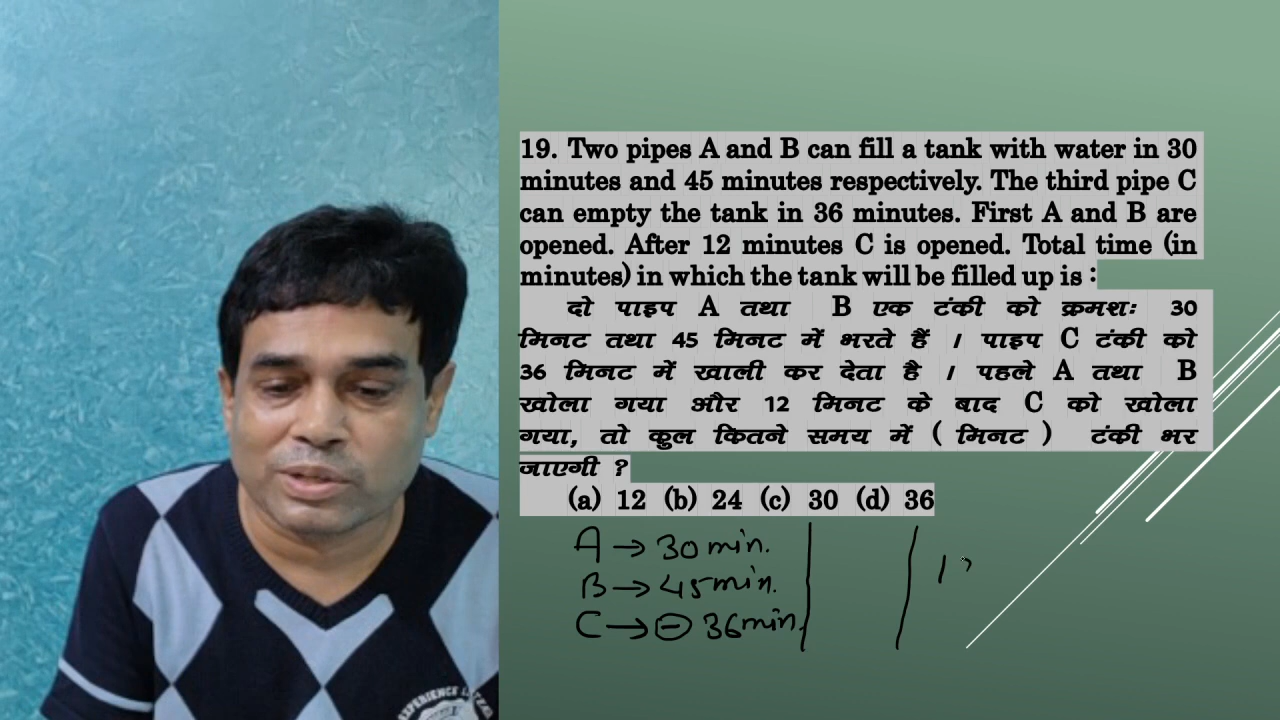 19. Two pipes A and B can fill a tank with water in 30
minutes and 45 minutes respectively. The third pipe C
can empty the tank in 36 minutes. First A and B are
opened. After 12 minutes C is opened. Total time (in
minutes) in which the tank will be filled up is :
दो पाइप A तथा B एक टंकी को क्रमशः 30
मिनट तथा 45 मिनट में भरते हैं । पाइप C टंकी को
36 मिनट में खाली कर देता है । पहले A तथा B
खोला गया और 12 मिनट के बाद C को खोला
गया, तो कुल कितने समय में ( मिनट ) टंकी भर
जाएगी ?
(a) 12 (b) 24 (c) 30 (d) 36
A → 30 min.
B → 45 min.
C → ⊖ 36 min.
EXPERIENCE